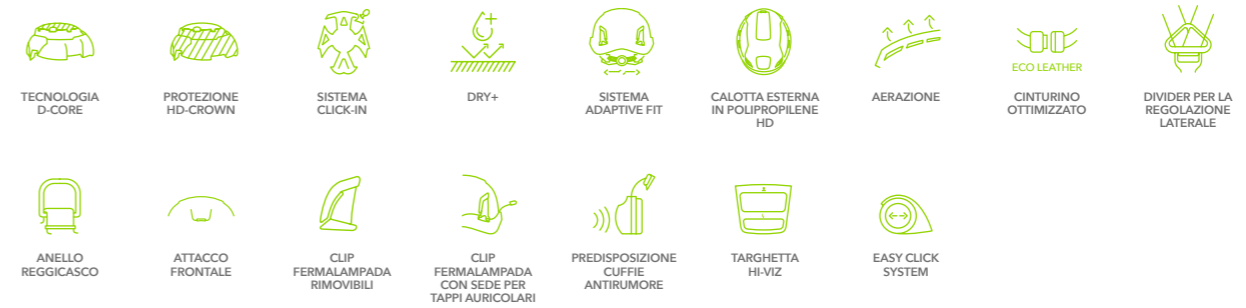 TECNOLOGIA
D-CORE
PROTEZIONE
HD-CROWN
SISTEMA
CLICK-IN
DRY+
SISTEMA
ADAPTIVE FIT
CALOTTA ESTERNA
IN POLIPROPILENE
HD
AERAZIONE
ECO LEATHER
CINTURINO
OTTIMIZZATO
DIVIDER PER LA
REGOLAZIONE
LATERALE
ANELLO
REGGICASCO
ATTACCO
FRONTALE
CLIP
FERMALAMPADA
RIMOVIBILI
CLIP
FERMALAMPADA
CON SEDE PER
TAPPI AURICOLARI
PREDISPOSIZIONE
CUFFIE
ANTIRUMORE
TARGHETTA
HI-VIZ
EASY CLICK
SYSTEM